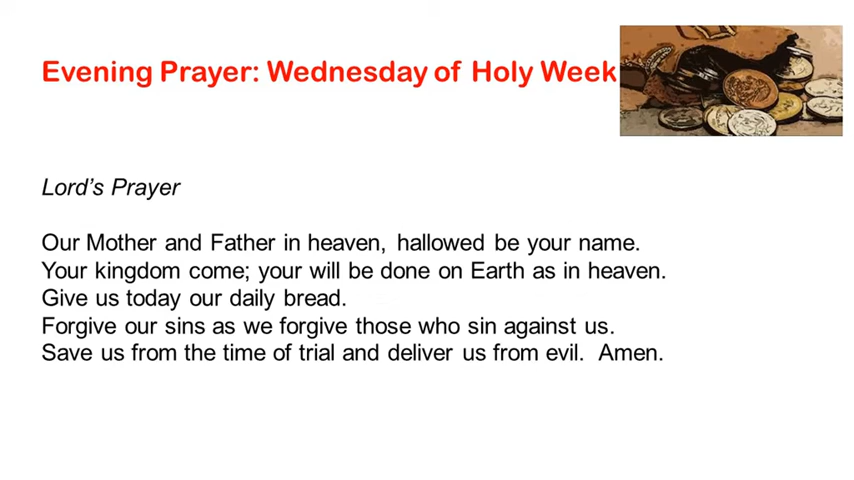 Evening Prayer: Wednesday of Holy Week
Lord's Prayer
Our Mother and Father in heaven, hallowed be your name.
Your kingdom come; your will be done on Earth as in heaven.
Give us today our daily bread.
Forgive our sins as we forgive those who sin against us.
Save us from the time of trial and deliver us from evil.  Amen.